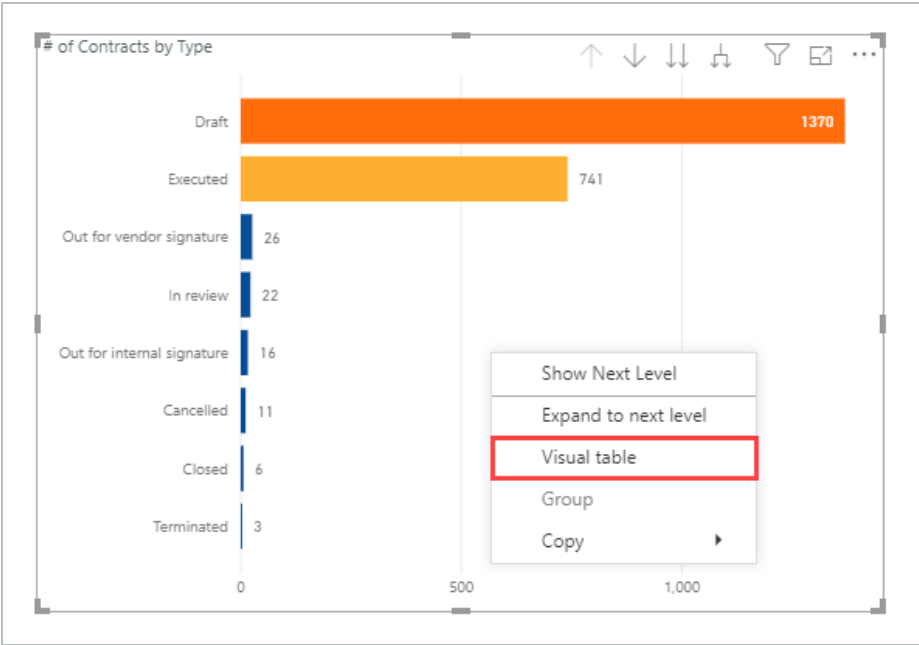 # of Contracts by Type
Draft
1370
Executed
741
Out for vendor signature
26
In review
22
Out for internal signature
16
Cancelled
11
Closed
6
Terminated
3
0
500
1,000
Show Next Level
Expand to next level
Visual table
Group
Copy